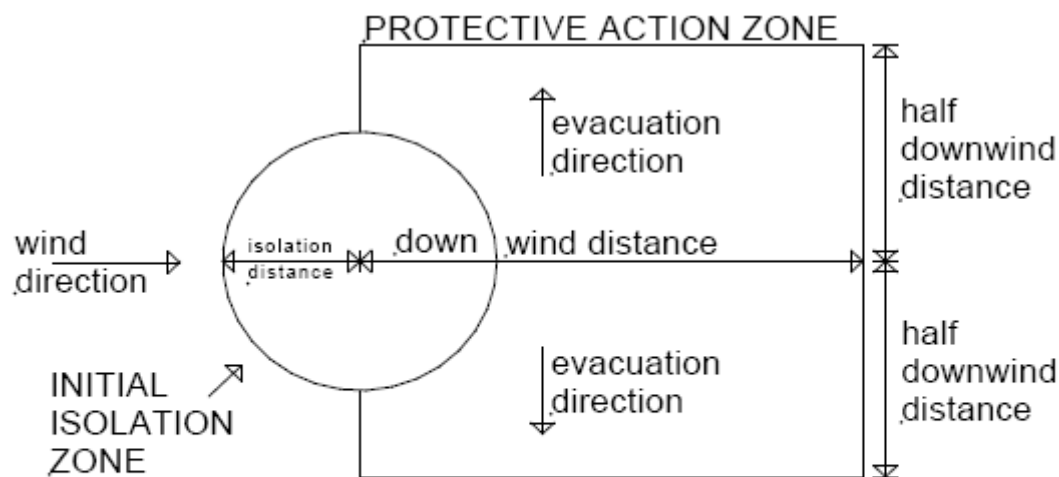 PROTECTIVE ACTION ZONE
evacuation
direction
half
downwind
distance
wind
direction
isolation
distance
down wind distance
INITIAL
ISOLATION
ZONE
evacuation
direction
half
downwind
distance